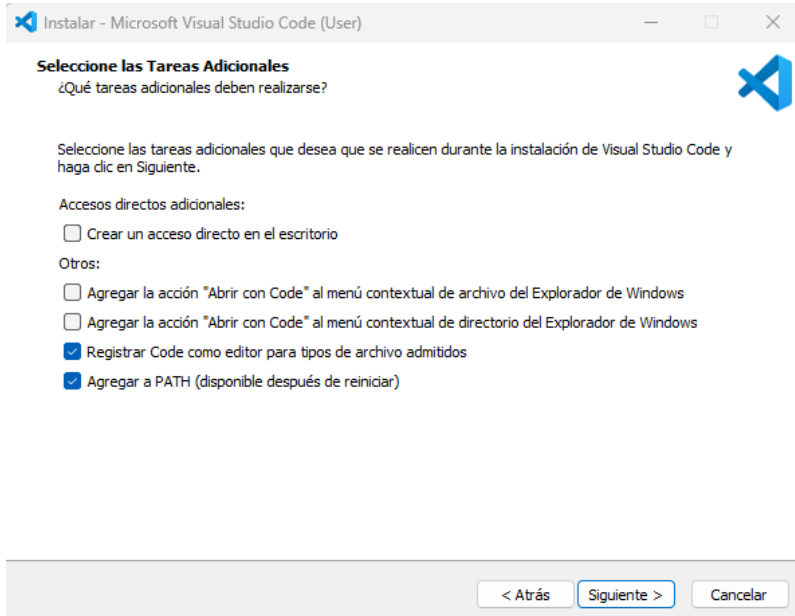 Instalar - Microsoft Visual Studio Code (User)
Seleccione las Tareas Adicionales
¿Qué tareas adicionales deben realizarse?
Seleccione las tareas adicionales que desea que se realicen durante la instalación de Visual Studio Code y
haga clic en Siguiente.
Accesos directos adicionales:
Crear un acceso directo en el escritorio
Otros:
Agregar la acción "Abrir con Code" al menú contextual de archivo del Explorador de Windows
Agregar la acción "Abrir con Code" al menú contextual de directorio del Explorador de Windows
Registrar Code como editor para tipos de archivo admitidos
Agregar a PATH (disponible después de reiniciar)
< Atrás
Siguiente >
Cancelar